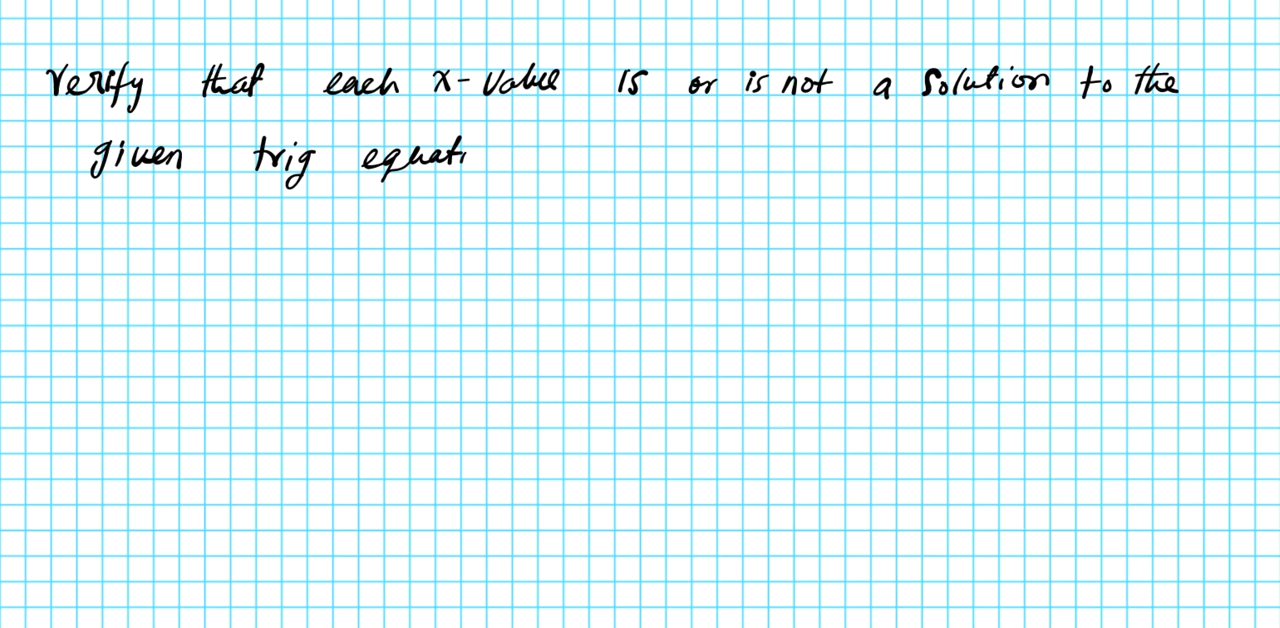 Verify that each x-value is or is not a solution to the
given trig equati